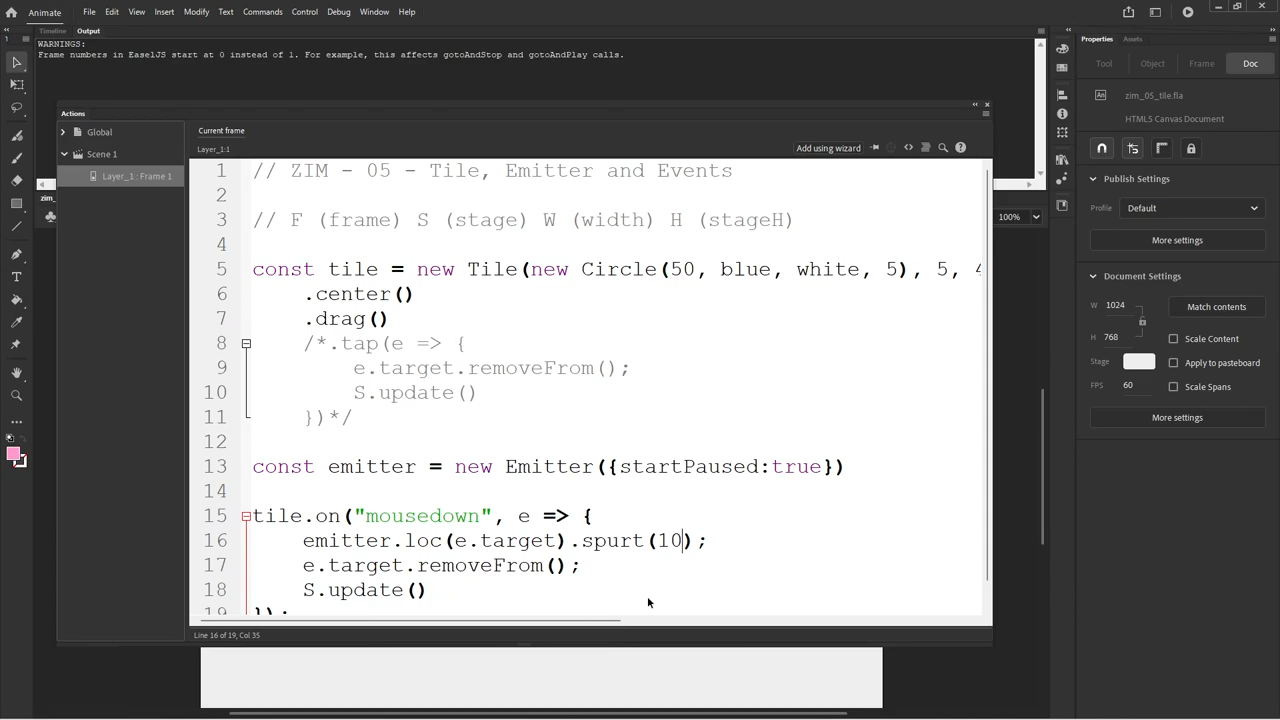 Animate File Edit View Insert Modify Text Commands Control Debug Window Help
Timeline Output Properties Assets
WARNINGS:
Frame numbers in EaselJS start at 0 instead of 1. For example, this affects gotoAndStop and gotoAndPlay calls.
Tool Object Frame Doc
An zim_05_tile.fla
HTML5 Canvas Document
Actions
Global
Scene 1
Layer_1 : Frame 1
Current frame
Layer_1:1
Add using wizard
1 // ZIM - 05 - Tile, Emitter and Events
2
3 // F (frame) S (stage) W (width) H (stageH)
4
5 const tile = new Tile(new Circle(50, blue, white, 5), 5, 4
6 .center()
7 .drag()
8 /*.tap(e => {
9 e.target.removeFrom();
10 S.update()
11 })*/
12
13 const emitter = new Emitter({startPaused:true})
14
15 tile.on("mousedown", e => {
16 emitter.loc(e.target).spurt(10);
17 e.target.removeFrom();
18 S.update()
19 });
Line 16 of 19, Col 35
zim_
100%
Publish Settings
Profile Default
More settings
Document Settings
W 1024 Match contents
H 768 Scale Content
Stage Apply to pasteboard
FPS 60 Scale Spans
More settings